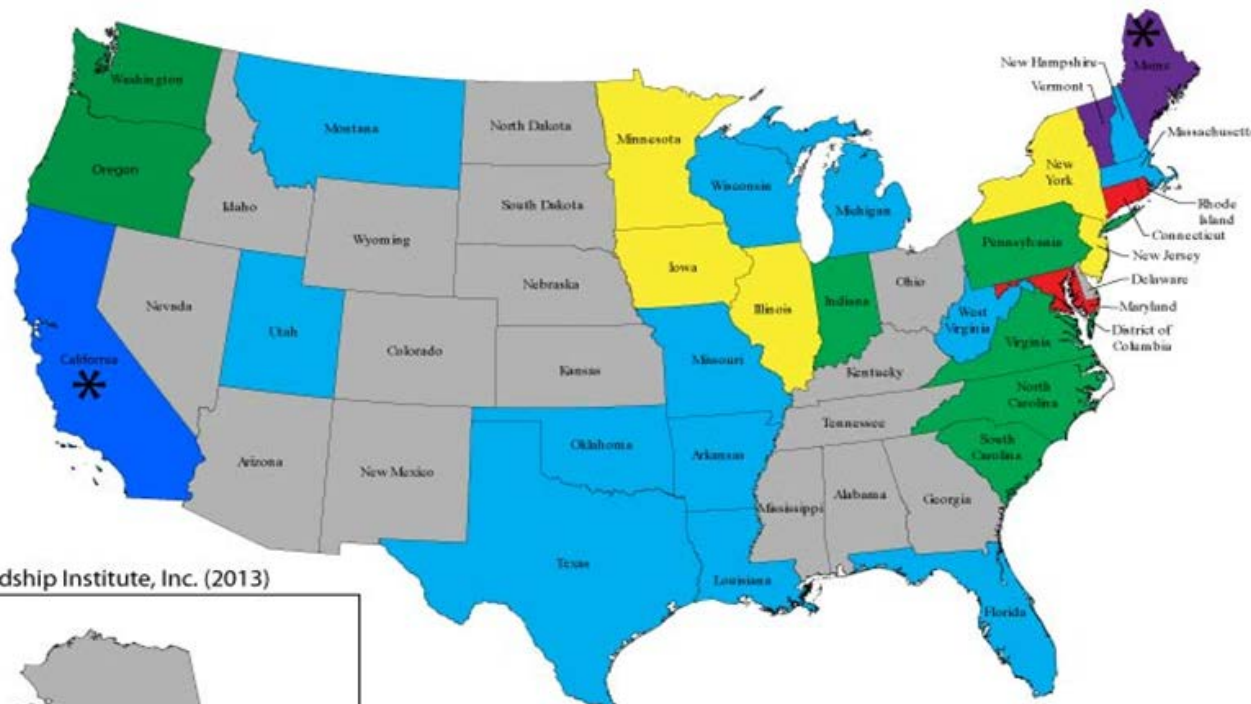 New Hampshire
Vermont
Maine
Washington
Montana
North Dakota
Minnesota
Massachusett
Oregon
Idaho
South Dakota
Wisconsin
Michigan
New
York
Rhode
Island
Connecticut
Wyoming
Iowa
Pennsylvania
New Jersey
Nebraska
Ohio
Delaware
Nevada
Utah
Illinois
Indiana
West
Virginia
Maryland
District of
Columbia
California
*
*
Colorado
Kansas
Missouri
Kentucky
Virginia
North
Carolina
Tennessee
South
Carolina
Arizona
New Mexico
Oklahoma
Arkansas
Mississippi
Alabama
Georgia
Texas
Louisiana
Florida
dship Institute, Inc. (2013)